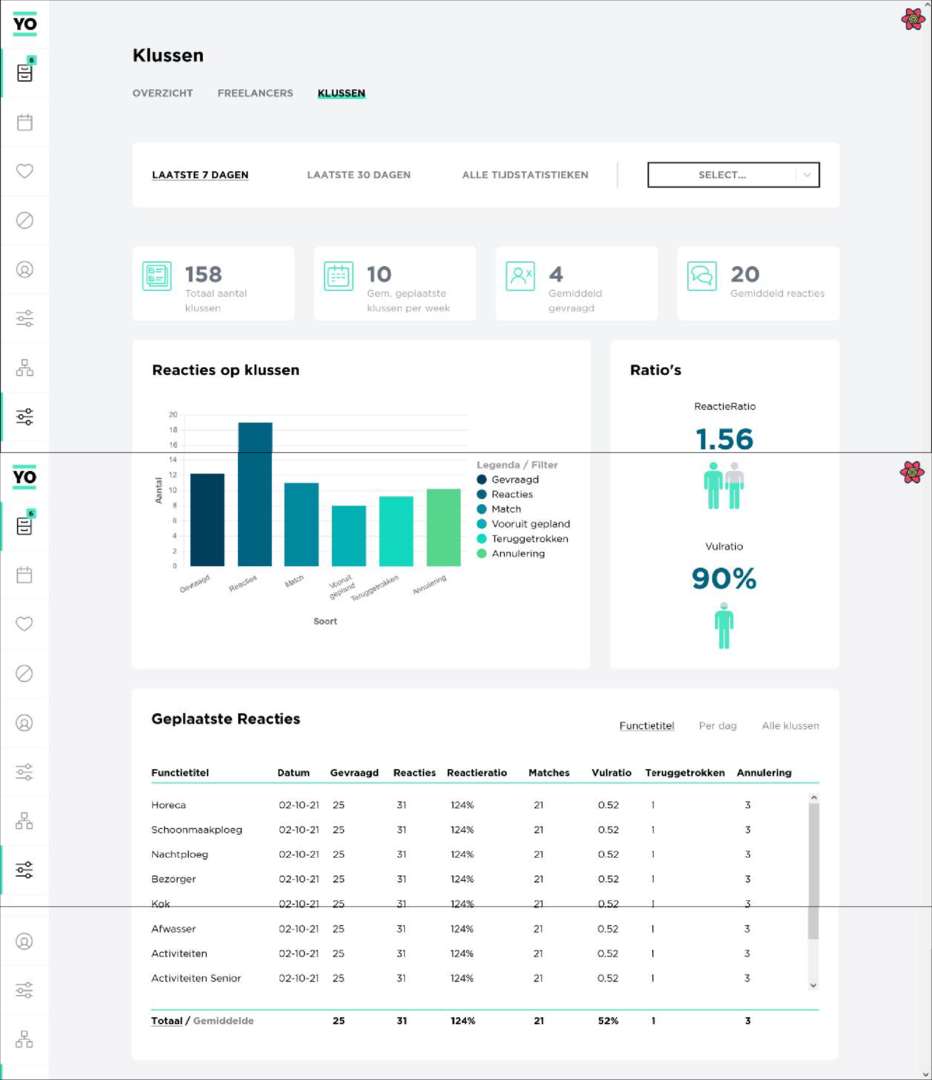 YO
6
Klussen
OVERZICHT FREELANCERS KLUSSEN
LAATSTE 7 DAGEN LAATSTE 30 DAGEN ALLE TIJDSTATISTIEKEN SELECT...
158
Totaal aantal
klussen
10
Gem. geplaatste
klussen per week
4
Gemiddeld
gevraagd
20
Gemiddeld reacties
Reacties op klussen
20
18
16
14
12
10
8
6
4
2
0
Aantal
Gevraagd
Reacties
Match
Vooruit
gepland
Teruggetrokken
Annulering
Soort
Legenda / Filter
Gevraagd
Reacties
Match
Vooruit gepland
Teruggetrokken
Annulering
Ratio's
ReactieRatio
1.56
Vulratio
90%
YO
6
Geplaatste Reacties
Functietitel Per dag Alle klussen
Functietitel Datum Gevraagd Reacties Reactieratio Matches Vulratio Teruggetrokken Annulering
Horeca 02-10-21 25 31 124% 21 0.52 1 3
Schoonmaakploeg 02-10-21 25 31 124% 21 0.52 1 3
Nachtploeg 02-10-21 25 31 124% 21 0.52 1 3
Bezorger 02-10-21 25 31 124% 21 0.52 1 3
Kok 02-10-21 25 31 124% 21 0.52 1 3
Afwasser 02-10-21 25 31 124% 21 0.52 1 3
Activiteiten 02-10-21 25 31 124% 21 0.52 1 3
Activiteiten Senior 02-10-21 25 31 124% 21 0.52 1 3
Totaal / Gemiddelde 25 31 124% 21 52% 1 3